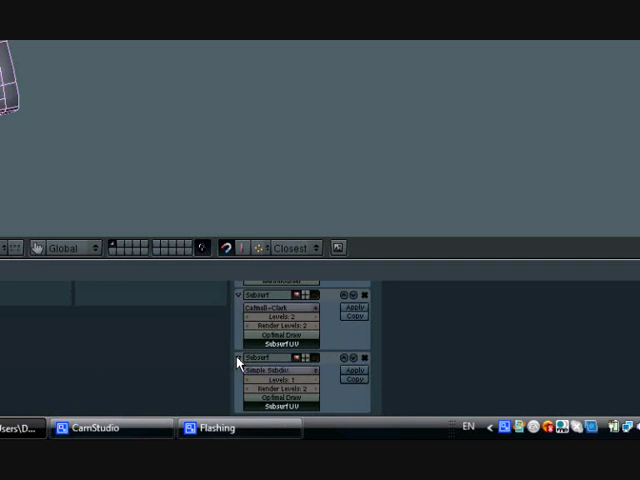 Global
Closest
Subsurf
Catmull-Clark
Apply
Levels: 2
Copy
Render Levels: 2
Optimal Draw
Subsurf UV
Subsurf
Simple Subdiv.
Apply
Levels: 1
Copy
Render Levels: 2
Optimal Draw
Subsurf UV
sers\D...
CamStudio
Flashing
EN